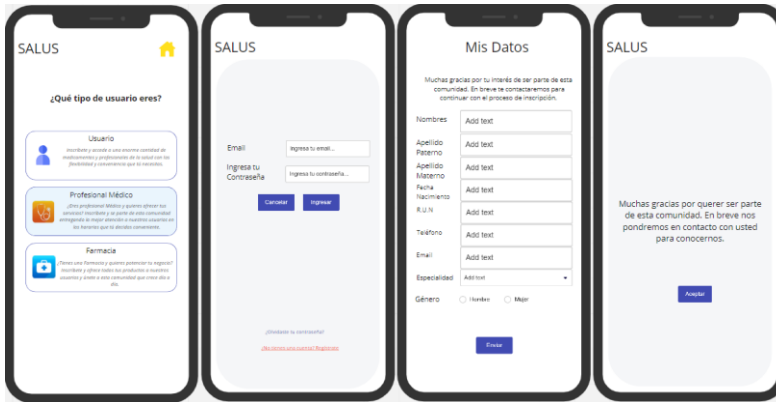 SALUS
¿Qué tipo de usuario eres?
Usuario
Inscríbete y accede a una enorme cantidad de
medicamentos y profesionales de la salud con las
flexibilidad y conveniencia que tu necesitas.
Profesional Médico
¿Eres profesional Médico y quieres ofrecer tus
servicios? Inscríbete y se parte de esta comunidad
entregando la mejor atención a nuestros usuarios en
los horarios que tu decidas conveniente.
Farmacia
¿Tienes una Farmacia y quieres potenciar tu negocio?
Inscríbete y ofrece todos tus productos a nuestros
usuarios y únete a esta comunidad que crece día a
día.
SALUS
Email
Ingresa tu email...
Ingresa tu
Contraseña
Ingresa tu contraseña...
Cancelar
Ingresar
¿Olvidaste tu contraseña?
¿No tienes una cuenta? Regístrate
Mis Datos
Muchas gracias por tu interés de ser parte de esta
comunidad. En breve te contactaremos para
continuar con el proceso de inscripción.
Nombres
Add text
Apellido
Paterno
Add text
Apellido
Materno
Add text
Fecha
Nacimiento
Add text
R.U.N
Add text
Teléfono
Add text
Email
Add text
Especialidad
Add text
Género
Hombre
Mujer
Enviar
SALUS
Muchas gracias por querer ser parte
de esta comunidad. En breve nos
pondremos en contacto con usted
para conocernos.
Aceptar